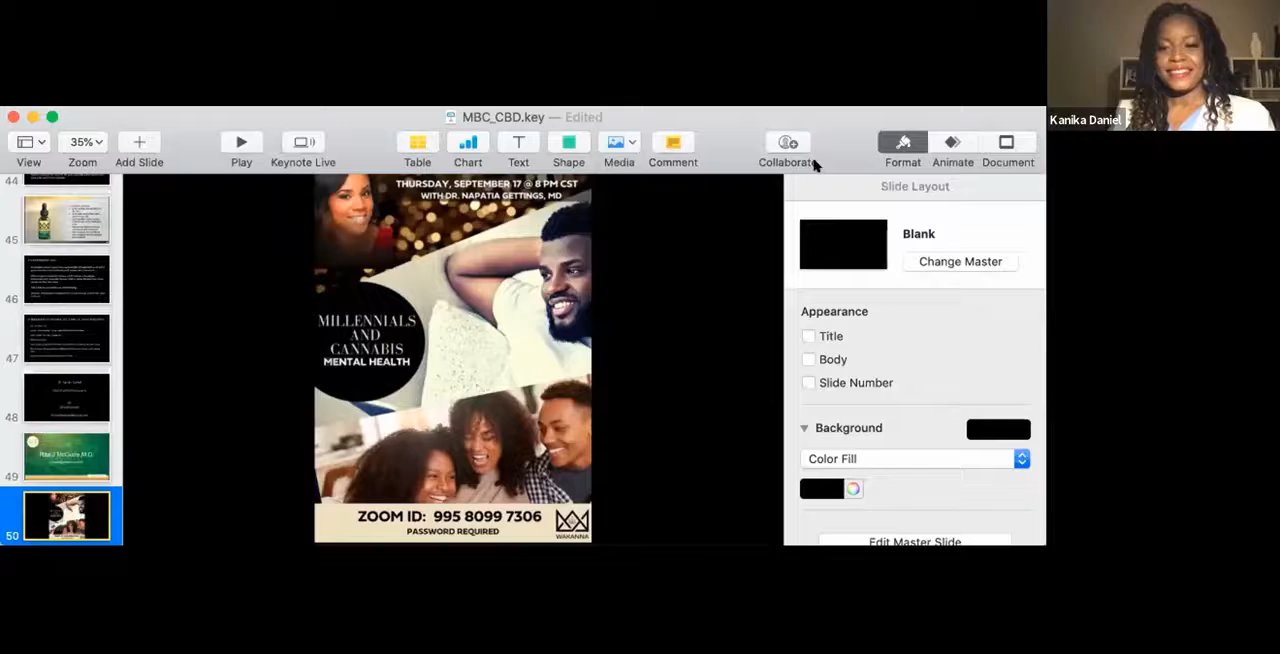 Kanika Daniel
MBC_CBD.key — Edited
35%
View
Zoom
Add Slide
Play
Keynote Live
Table
Chart
Text
Shape
Media
Comment
Collaborate
Format
Animate
Document
44
45
46
47
48
49
50
THURSDAY, SEPTEMBER 17 @ 8 PM CST
WITH DR. NAPATIA GETTINGS, MD
MILLENNIALS
AND
CANNABIS
MENTAL HEALTH
ZOOM ID: 995 8099 7306
PASSWORD REQUIRED
WAKANNA
Slide Layout
Blank
Change Master
Appearance
Title
Body
Slide Number
Background
Color Fill
Edit Master Slide